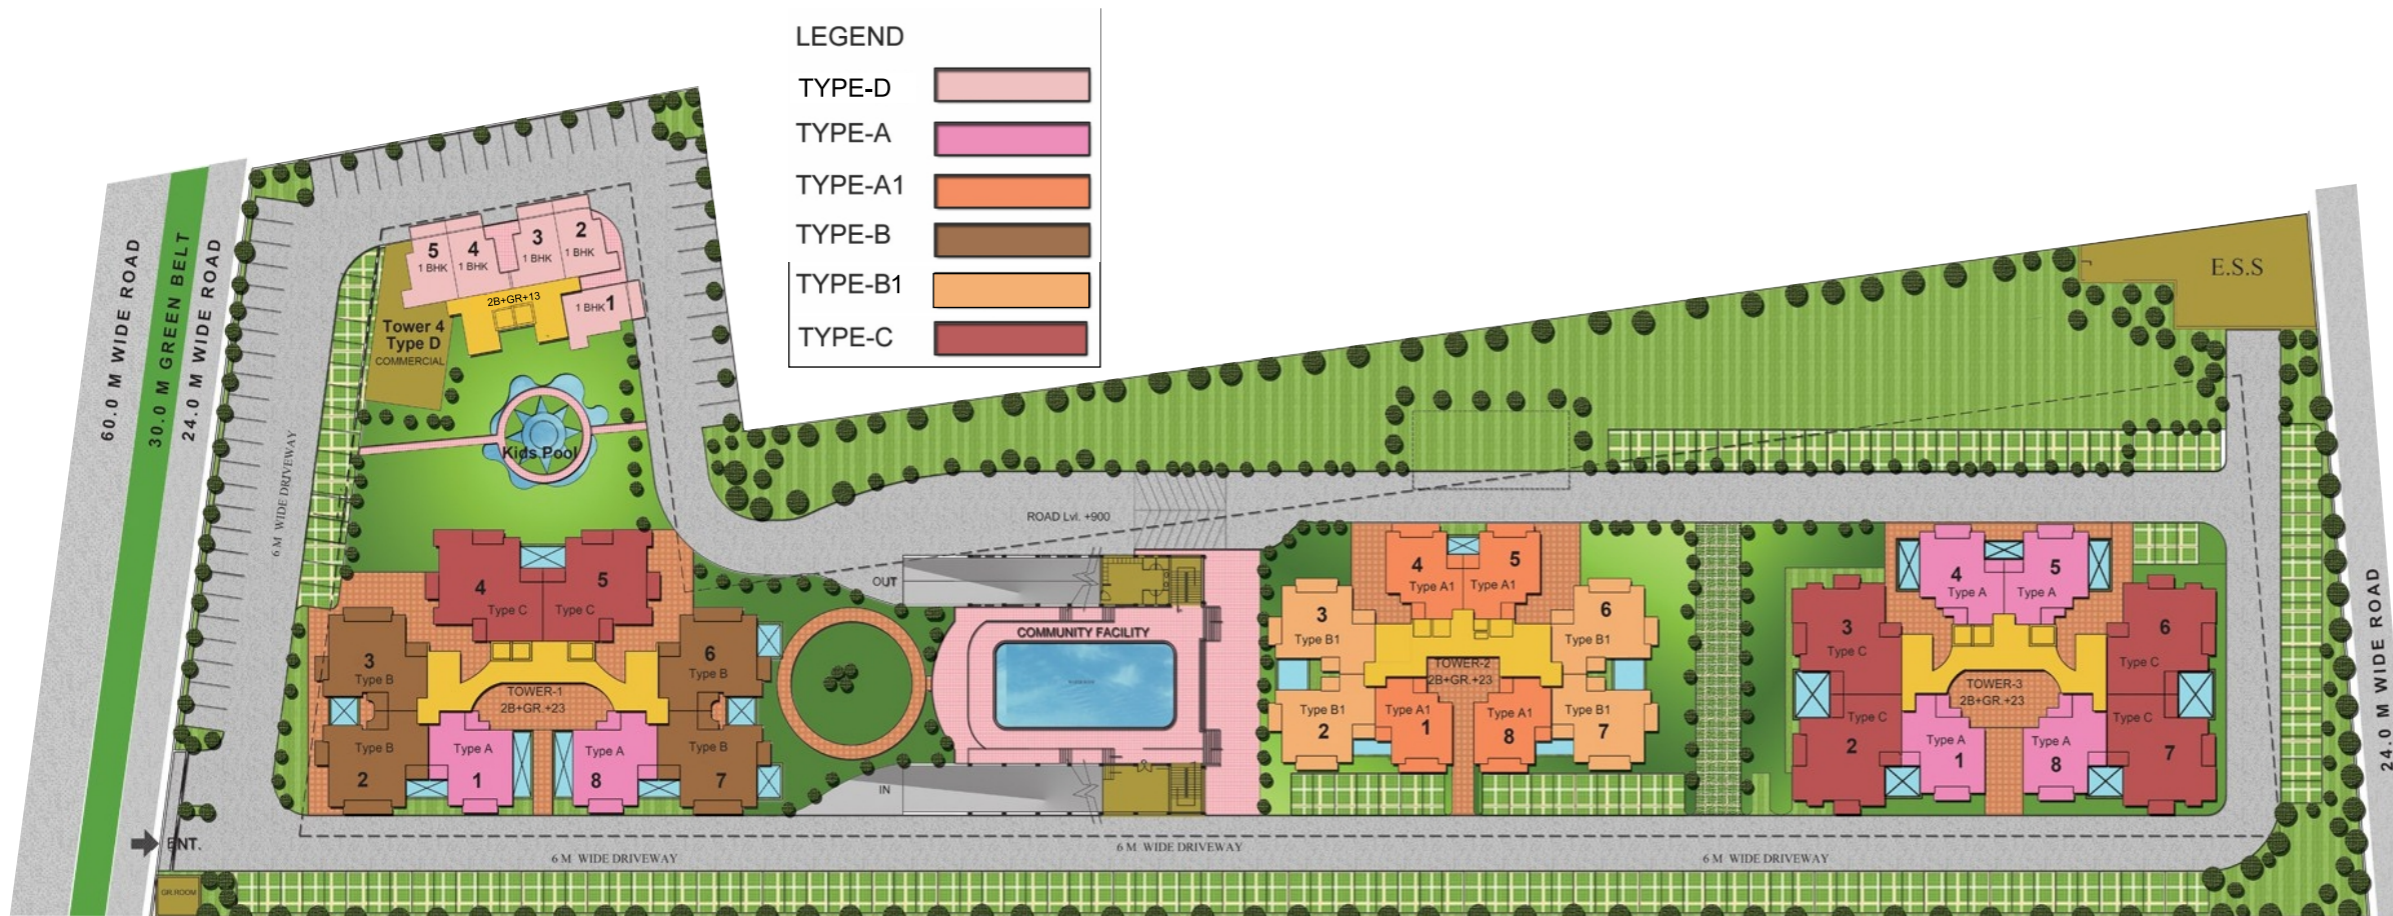 LEGEND
TYPE-D
TYPE-A
TYPE-A1
TYPE-B
TYPE-B1
TYPE-C
60.0 M WIDE ROAD
30.0 M GREEN BELT
24.0 M WIDE ROAD
6 M WIDE DRIVEWAY
5
1 BHK
4
1 BHK
3
1 BHK
2
1 BHK
1 BHK 1
2B+GR+13
Tower 4
Type D
COMMERCIAL
Kids Pool
4
Type C
5
Type C
3
Type B
6
Type B
TOWER-1
2B+GR.+23
Type B
2
Type A
1
Type A
8
Type B
7
ENT.
GR.ROOM
ROAD Lvl. +900
OUT
COMMUNITY FACILITY
IN
4
Type A1
5
Type A1
3
Type B1
6
Type B1
TOWER-2
2B+GR.+23
Type B1
2
Type A1
1
Type A1
8
Type B1
7
4
Type A
5
Type A
3
Type C
6
Type C
TOWER-3
2B+GR.+23
Type C
2
Type A
1
Type A
8
Type C
7
E.S.S
24.0 M WIDE ROAD
6 M WIDE DRIVEWAY
6 M WIDE DRIVEWAY
6 M WIDE DRIVEWAY